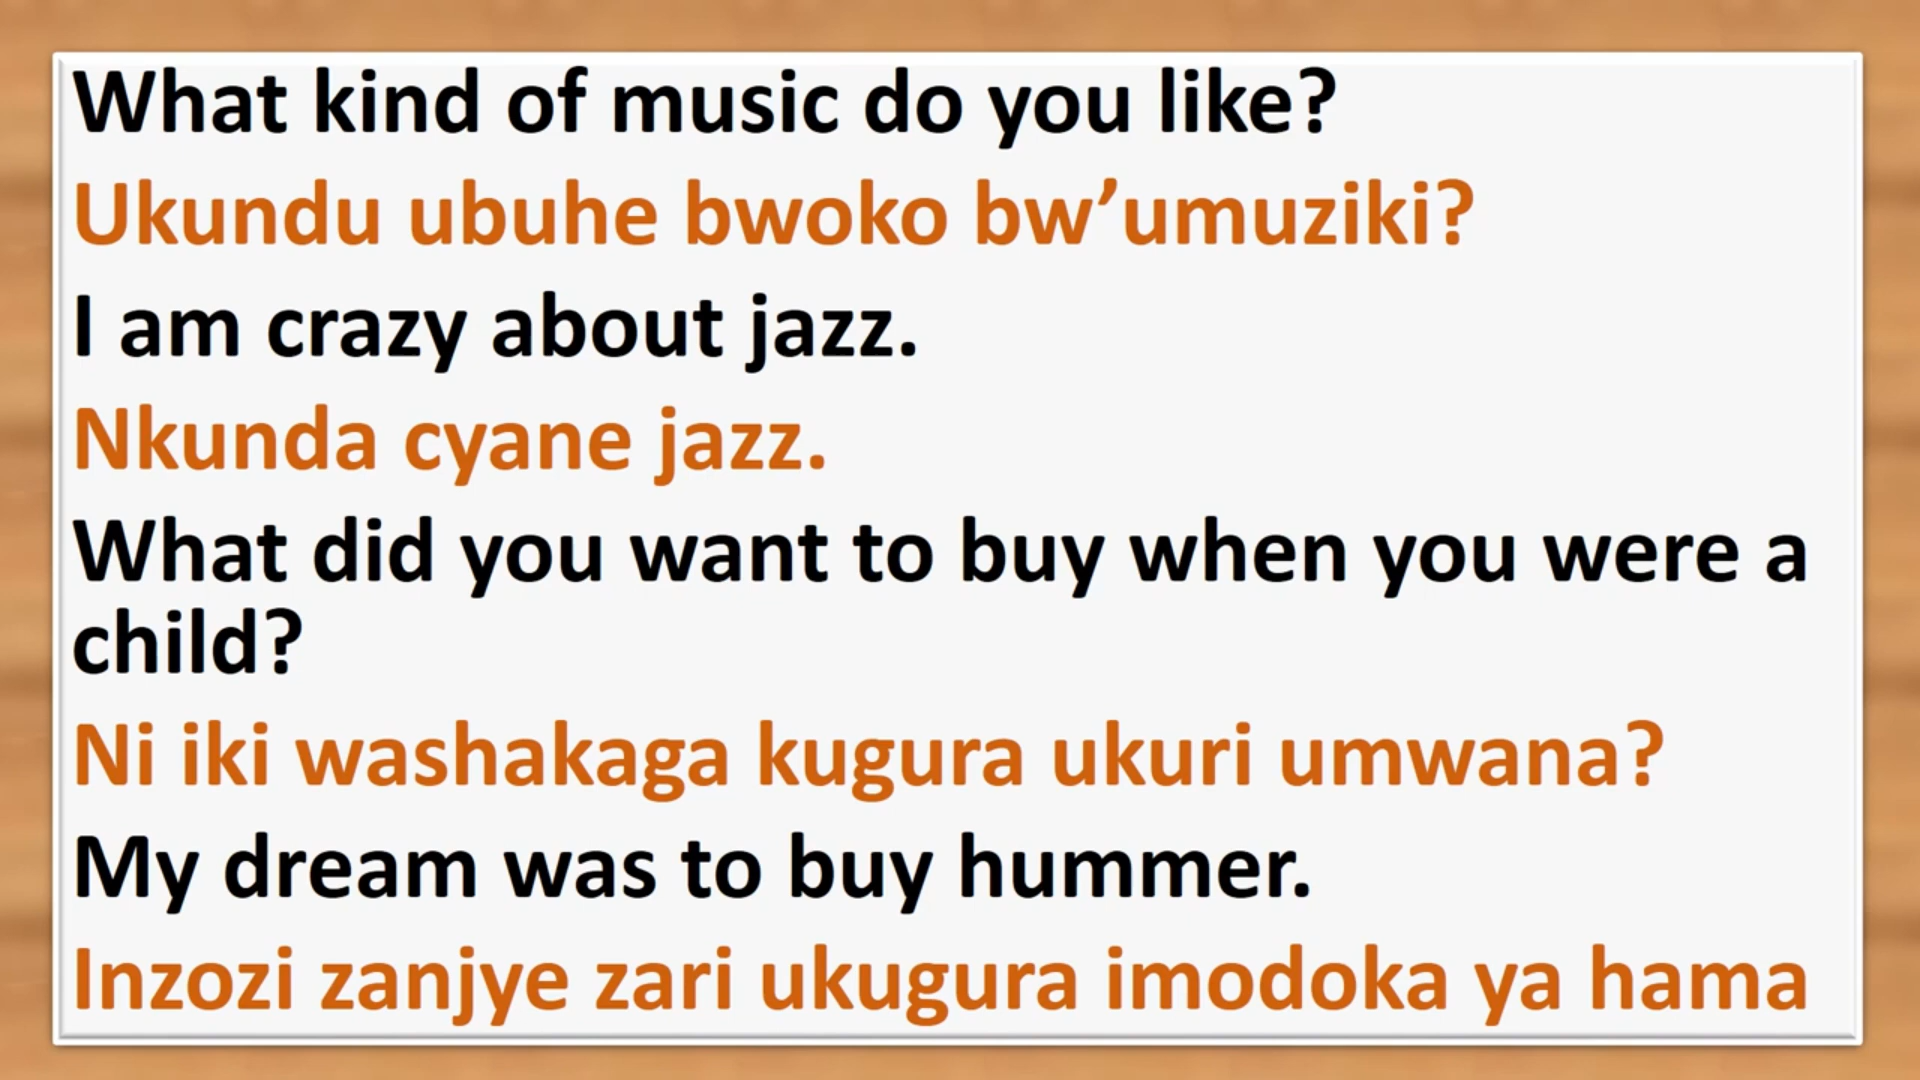 What kind of music do you like?
Ukundu ubuhe bwoko bw’umuziki?
I am crazy about jazz.
Nkunda cyane jazz.
What did you want to buy when you were a
child?
Ni iki washakaga kugura ukuri umwana?
My dream was to buy hummer.
Inzozi zanjye zari ukugura imodoka ya hama